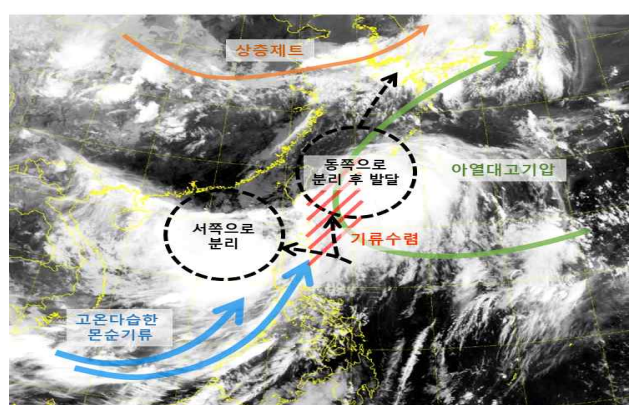 상층제트
동쪽으로
분리 후 발달
아열대고기압
서쪽으로
분리
기류수렴
고온다습한
몬순기류